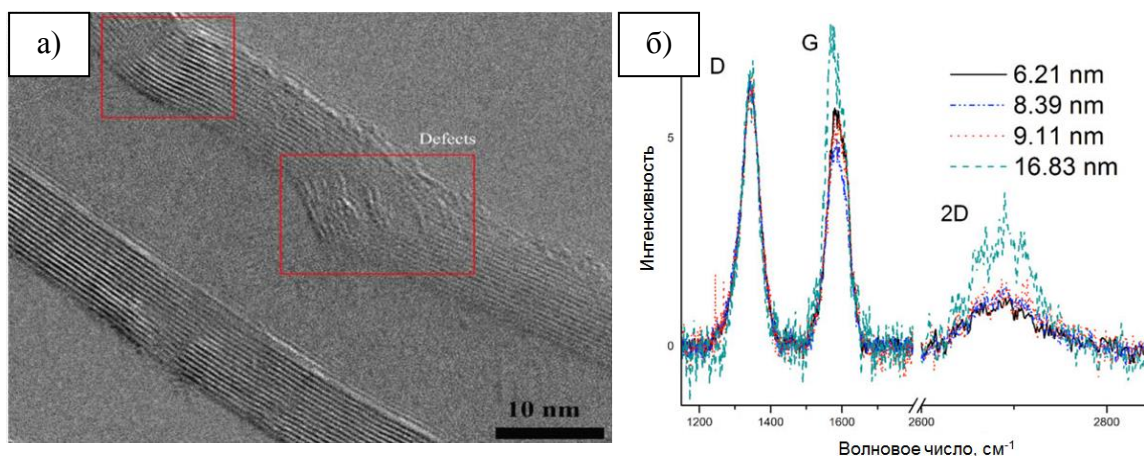 а)
Defects
10 nm
б)
D
G
2D
6.21 nm
8.39 nm
9.11 nm
16.83 nm
Интенсивность
5
0
1200
1400
1600
2600
2800
Волновое число, см⁻¹